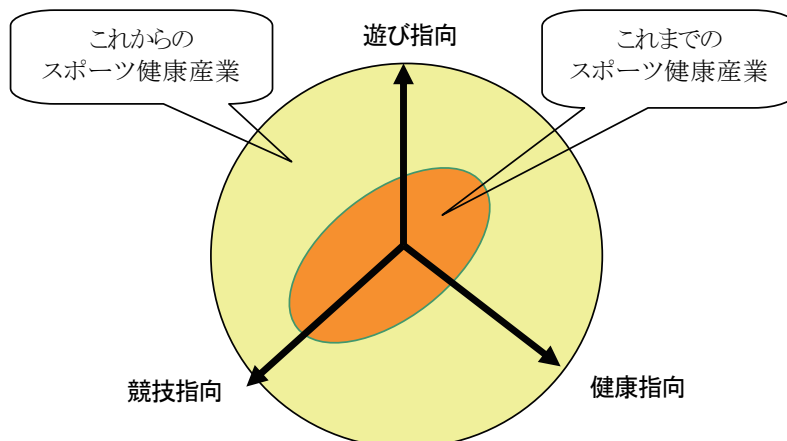 これからの
スポーツ健康産業
遊び指向
これまでの
スポーツ健康産業
競技指向
健康指向